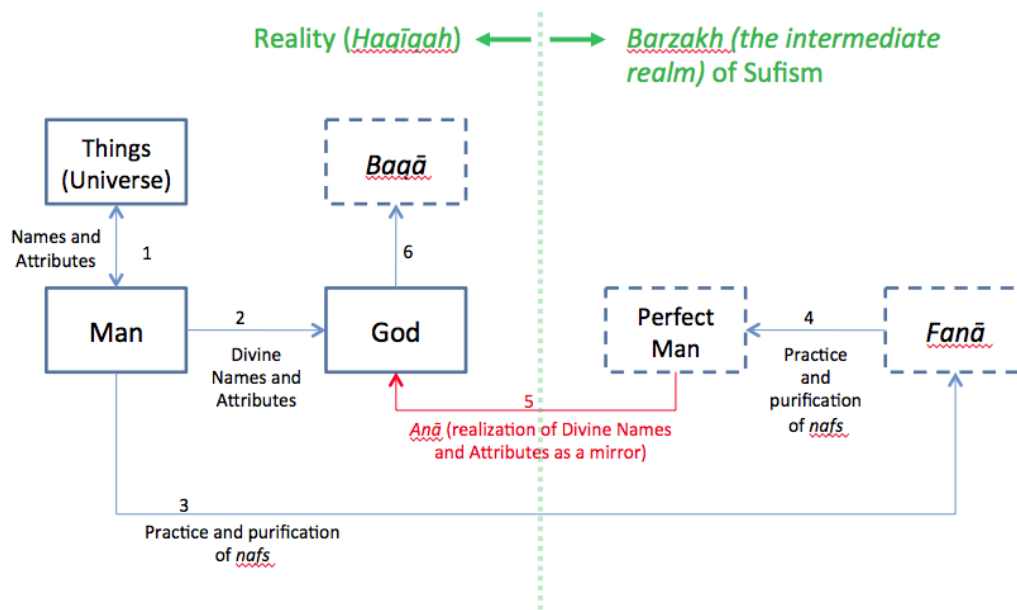 Reality (Haqīqah)
Barzakh (the intermediate
realm) of Sufism
Things
(Universe)
Baqā
Names and
Attributes
1
6
Man
2
Divine
Names and
Attributes
God
Perfect
Man
4
Practice
and
purification
of nafs
Fanā
5
Anā (realization of Divine Names
and Attributes as a mirror)
3
Practice and purification
of nafs